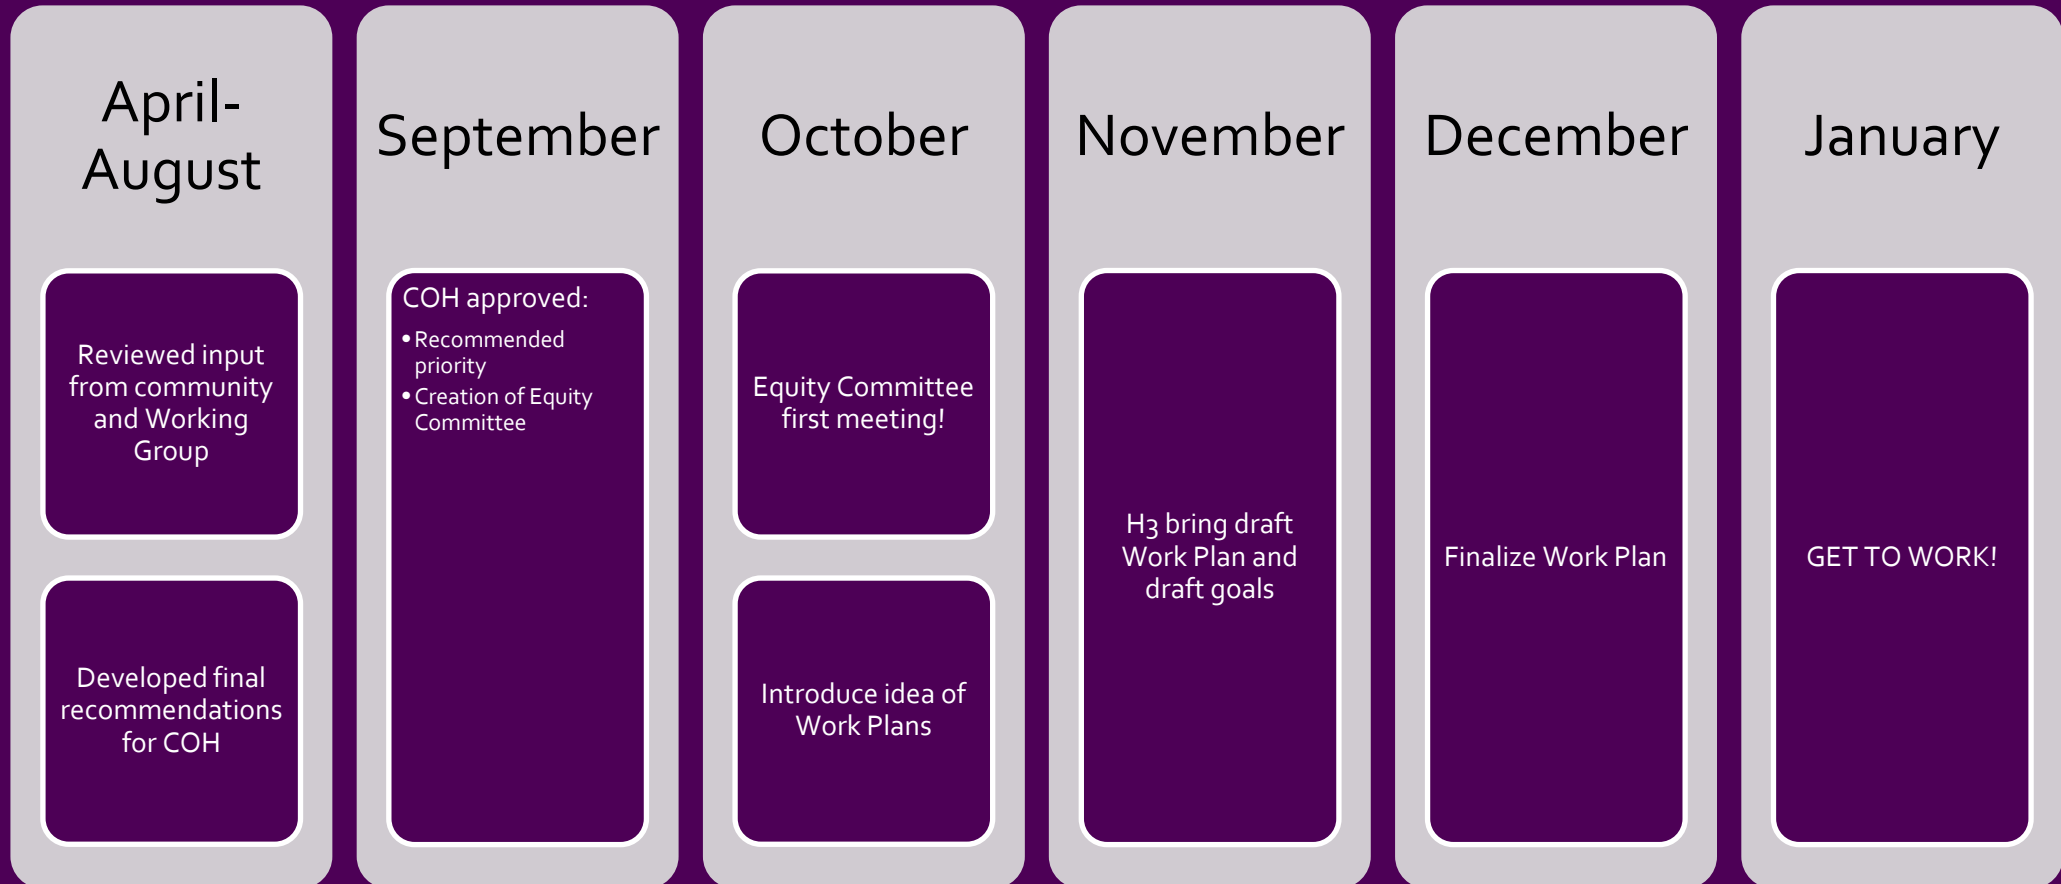 April-
August
Reviewed input
from community
and Working
Group
Developed final
recommendations
for COH
September
COH approved:
• Recommended
priority
• Creation of Equity
Committee
October
Equity Committee
first meeting!
Introduce idea of
Work Plans
November
H3 bring draft
Work Plan and
draft goals
December
Finalize Work Plan
January
GET TO WORK!